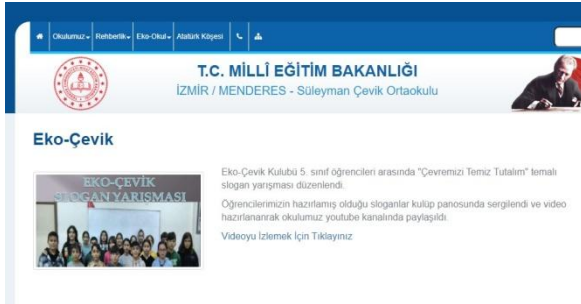 Okulumuz Rehberlik Eko-Okul Atatürk Köşesi
T.C. MİLLÎ EĞİTİM BAKANLIĞI
İZMİR / MENDERES - Süleyman Çevik Ortaokulu
Eko-Çevik
EKO-ÇEVİK
SLOGAN YARIŞMASI
Eko-Çevik Kulübü 5. sınıf öğrencileri arasında "Çevremizi Temiz Tutalım" temalı
slogan yarışması düzenlendi.
Öğrencilerimizin hazırlamış olduğu sloganlar kulüp panosunda sergilendi ve video
hazırlananrak okulumuz youtube kanalında paylaşıldı.
Videoyu İzlemek İçin Tıklayınız